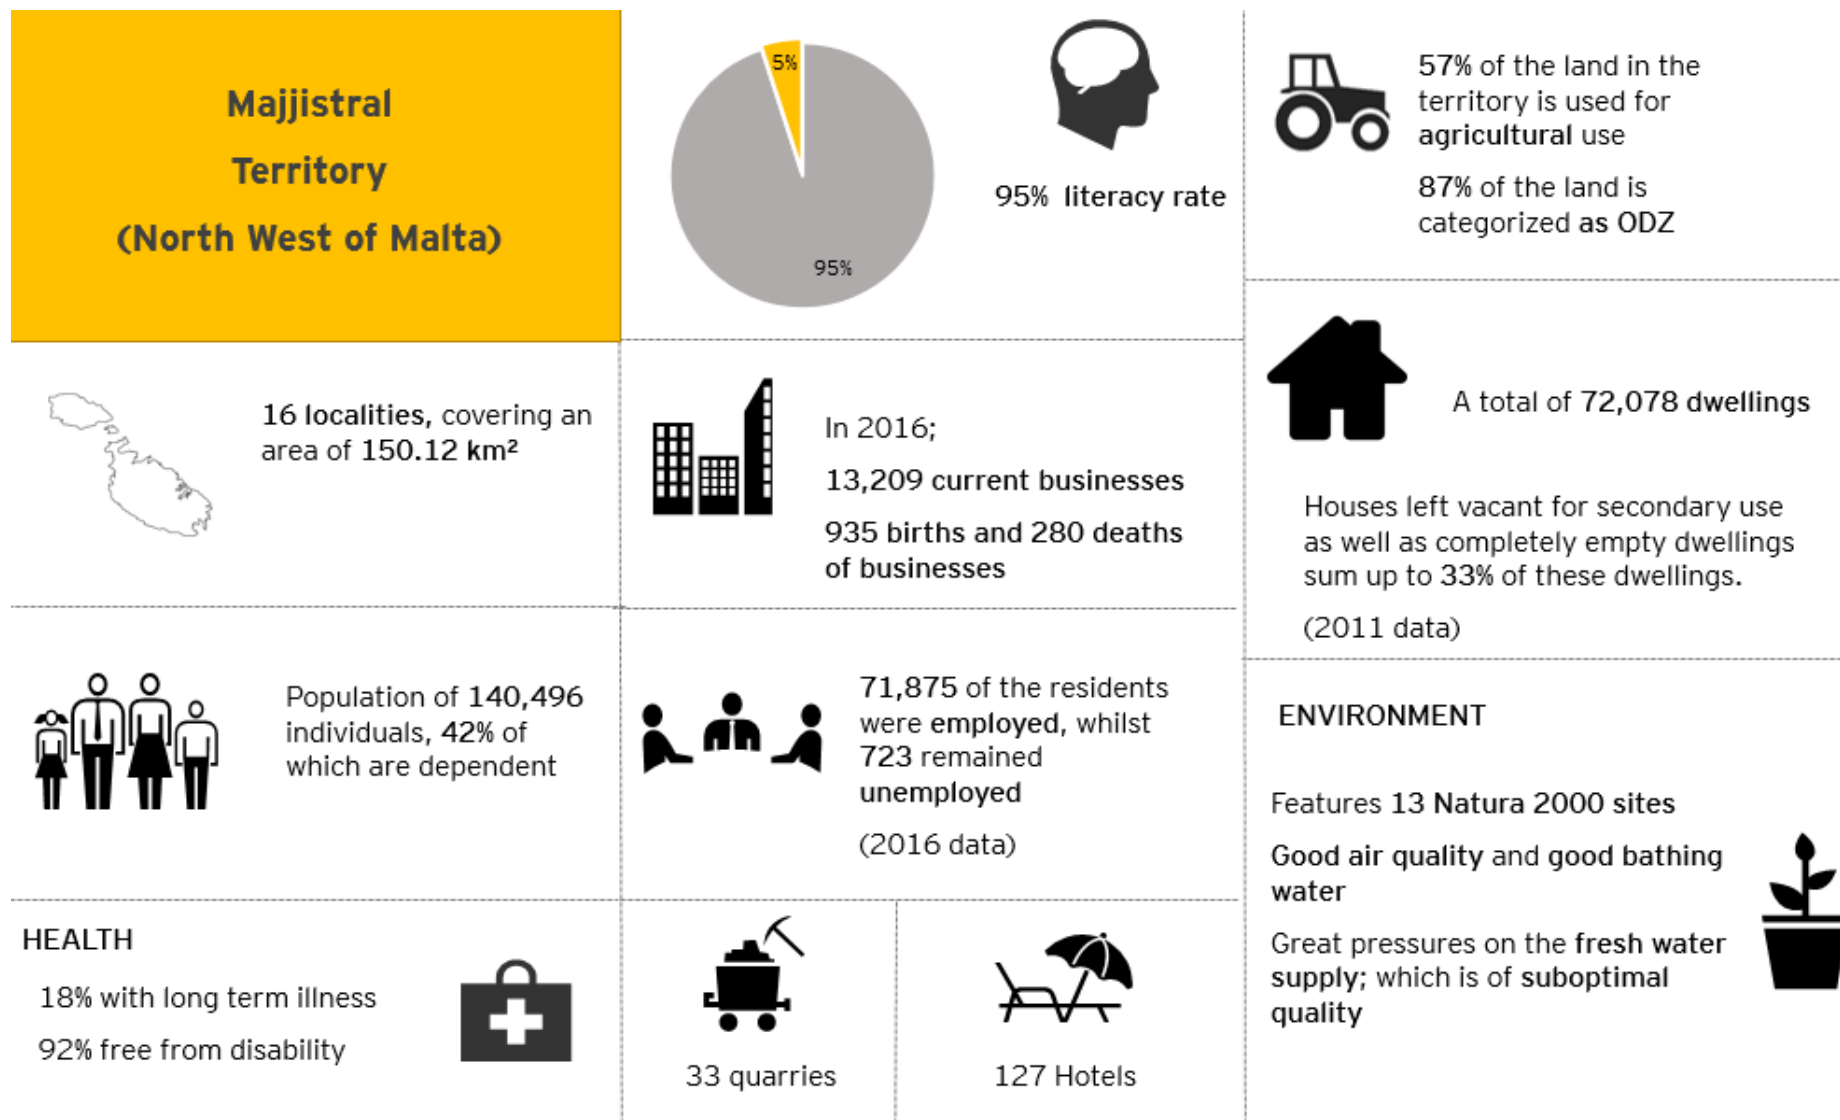 Majjistral
Territory
(North West of Malta)
5%
95%
95% literacy rate
57% of the land in the
territory is used for
agricultural use
87% of the land is
categorized as ODZ
16 localities, covering an
area of 150.12 km²
In 2016;
13,209 current businesses
935 births and 280 deaths
of businesses
A total of 72,078 dwellings
Houses left vacant for secondary use
as well as completely empty dwellings
sum up to 33% of these dwellings.
(2011 data)
Population of 140,496
individuals, 42% of
which are dependent
71,875 of the residents
were employed, whilst
723 remained
unemployed
(2016 data)
ENVIRONMENT
Features 13 Natura 2000 sites
Good air quality and good bathing
water
Great pressures on the fresh water
supply; which is of suboptimal
quality
HEALTH
18% with long term illness
92% free from disability
33 quarries
127 Hotels